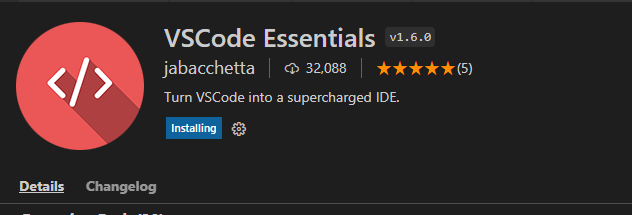 VSCode Essentials v1.6.0
jabacchetta 32,088 (5)
Turn VSCode into a supercharged IDE.
Installing
Details Changelog